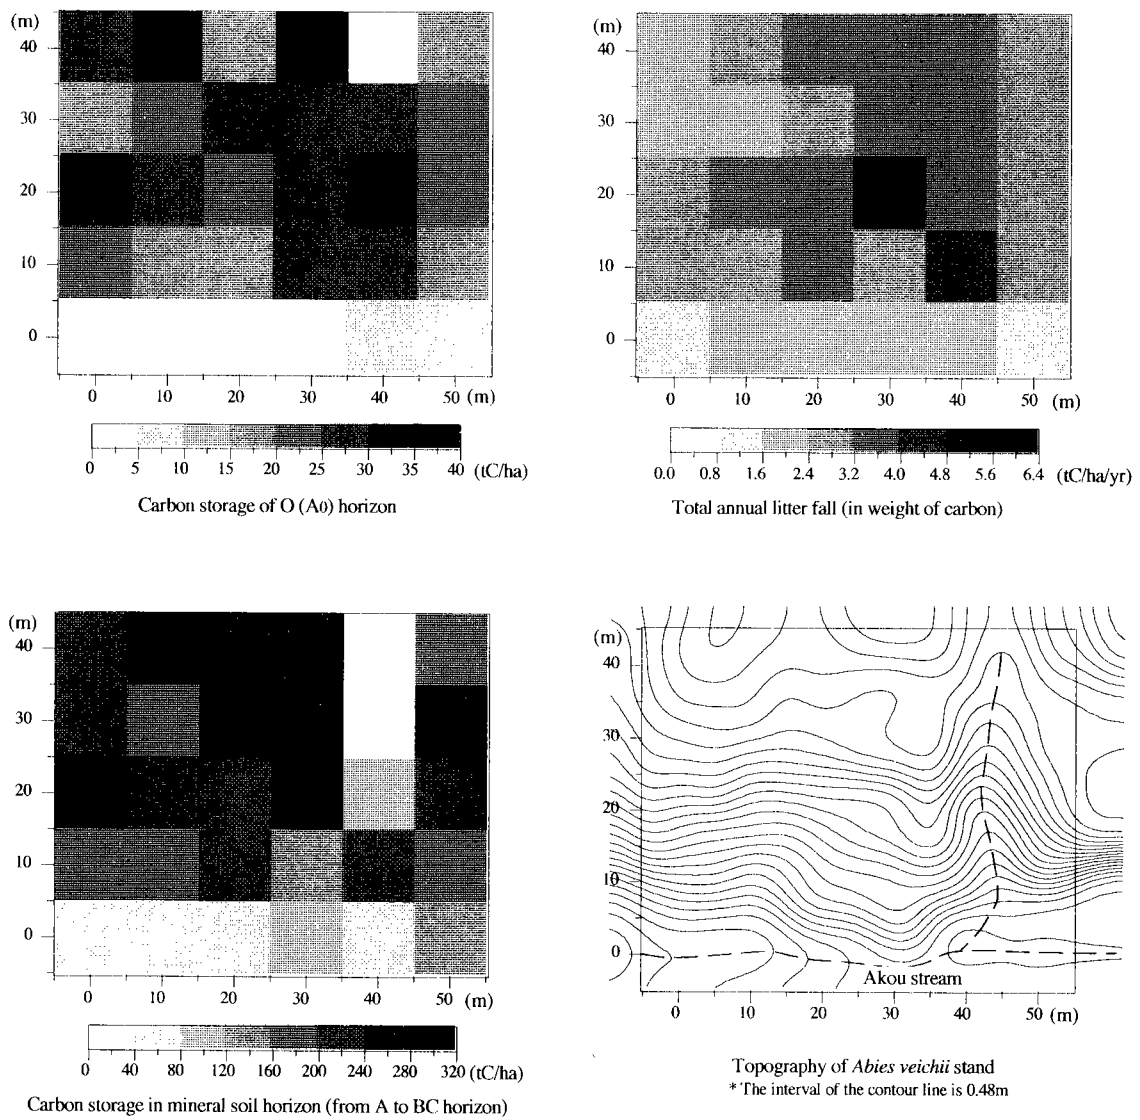 (m)
40
30
20
10
0
0 10 20 30 40 50 (m)
0 5 10 15 20 25 30 35 40 (tC/ha)
Carbon storage of O (A0) horizon
(m)
40
30
20
10
0
0 10 20 30 40 50 (m)
0.0 0.8 1.6 2.4 3.2 4.0 4.8 5.6 6.4 (tC/ha/yr)
Total annual litter fall (in weight of carbon)
(m)
40
30
20
10
0
0 10 20 30 40 50 (m)
0 40 80 120 160 200 240 280 320 (tC/ha)
Carbon storage in mineral soil horizon (from A to BC horizon)
(m)
40
30
20
10
0
Akou stream
0 10 20 30 40 50 (m)
Topography of Abies veichii stand
* The interval of the contour line is 0.48m